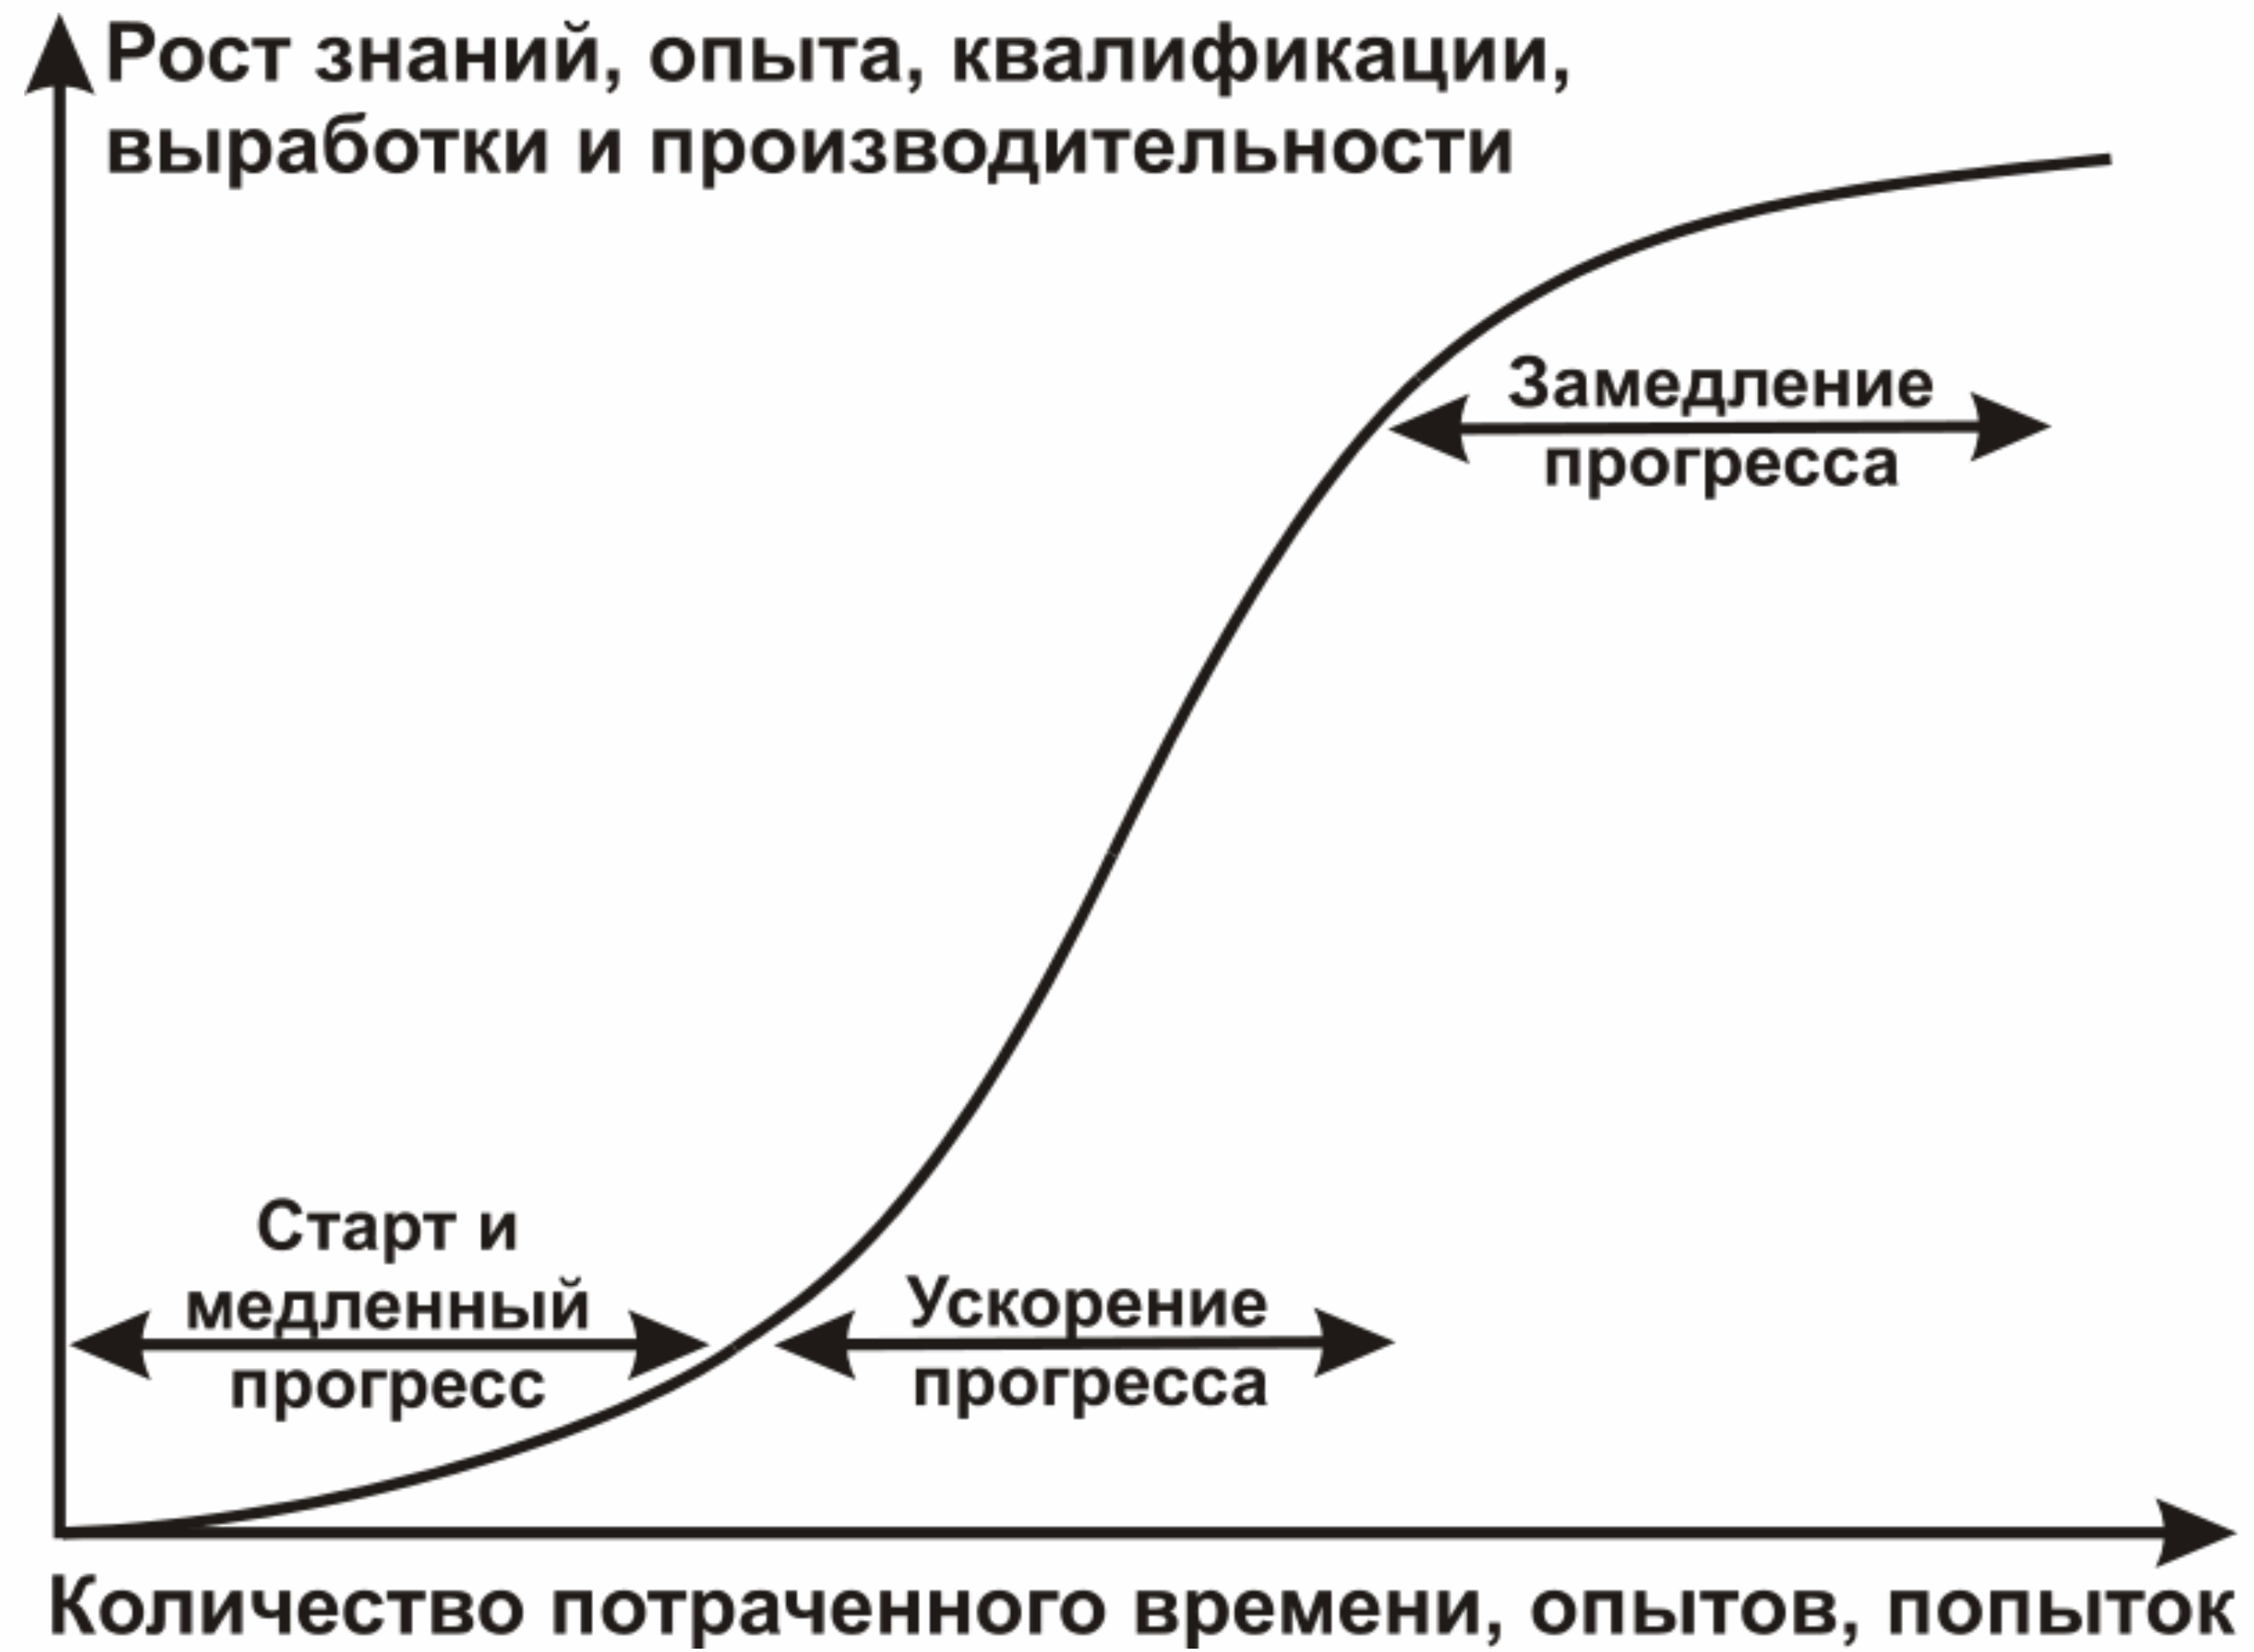 Рост знаний, опыта, квалификации,
выработки и производительности
Замедление
прогресса
Старт и
медленный
прогресс
Ускорение
прогресса
Количество потраченного времени, опытов, попыток